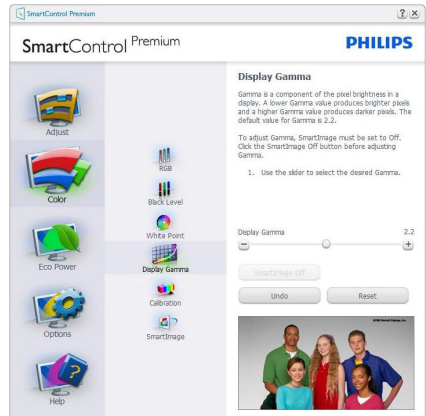 SmartControl Premium
SmartControl Premium
PHILIPS
Adjust
Color
Eco Power
Options
Help
RGB
Black Level
White Point
Display Gamma
Calibration
SmartImage
Display Gamma
Gamma is a component of the pixel brightness in a
display. A lower Gamma value produces brighter pixels
and a higher Gamma value produces darker pixels. The
default value for Gamma is 2.2.
To adjust Gamma, SmartImage must be set to Off.
Click the SmartImage Off button before adjusting
Gamma.
1. Use the slider to select the desired Gamma.
Display Gamma 2.2
SmartImage Off
Undo Reset